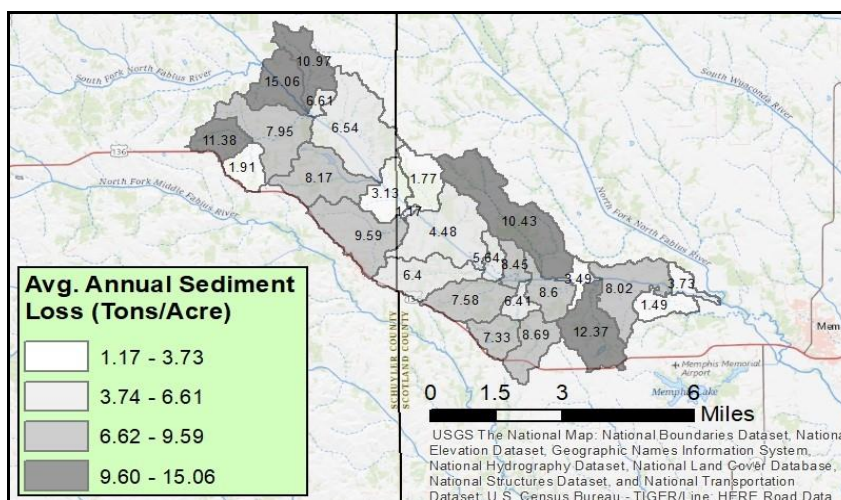 10.97
South Fork North Fabius River
15.06
South Wyaconda River
6.61
6.54
7.95
11.38
136
1.91
8.17
1.77
North Fork Middle Fabius River
3.13
1.17
10.43
North Fork North Fabius River
4.48
9.59
5.64
8.45
6.4
3.49
3.73
8.02
8.6
7.58
6.41
1.49
12.37
7.33
8.69
SCHUYLER COUNTY
SCOTLAND COUNTY
Memphis Memorial
Airport
Memphis Lake
Mem
Avg. Annual Sediment
Loss (Tons/Acre)
1.17 - 3.73
3.74 - 6.61
6.62 - 9.59
9.60 - 15.06
0 1.5 3 6
Miles
USGS The National Map: National Boundaries Dataset, Nationa
Elevation Dataset, Geographic Names Information System,
National Hydrography Dataset, National Land Cover Database,
National Structures Dataset, and National Transportation
Dataset; U.S. Census Bureau - TIGER/Line; HERE Road Data